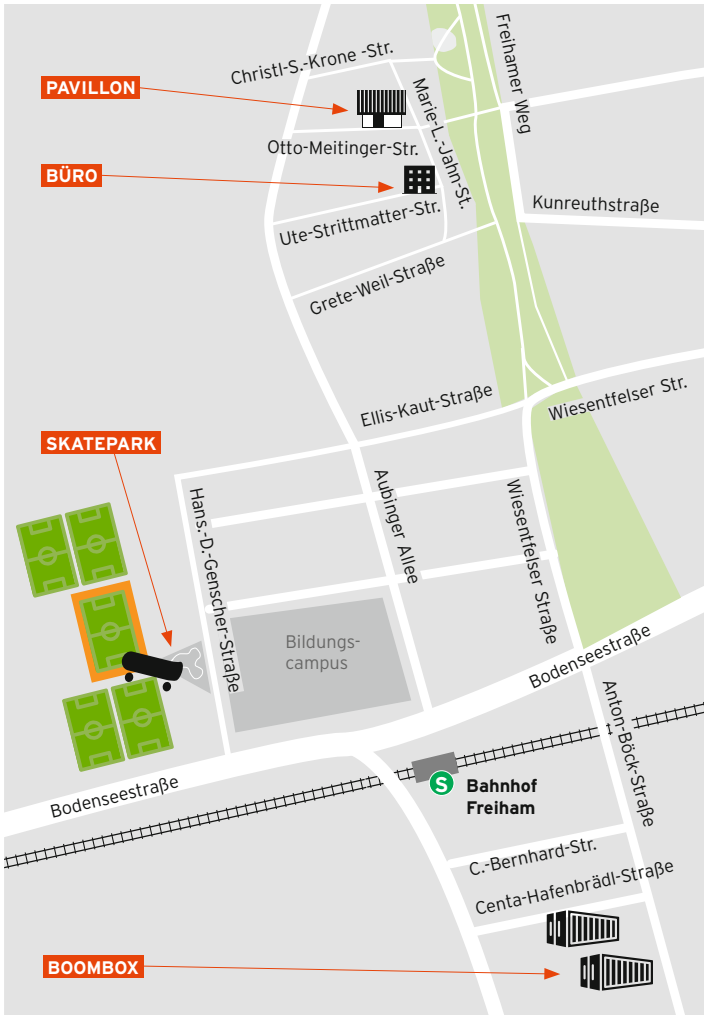 Christl-S.-Krone -Str.
Freihamer Weg
PAVILLON
Marie-L.-Jahn-St.
Otto-Meitinger-Str.
BÜRO
Kunreuthstraße
Ute-Strittmatter-Str.
Grete-Weil-Straße
Ellis-Kaut-Straße
Wiesentfelser Str.
SKATEPARK
Aubinger Allee
Hans.-D.-Genscher-Straße
Wiesentfelser Straße
Bildungs-
campus
Bodenseestraße
Anton-Böck-Straße
Bodenseestraße
S
Bahnhof
Freiham
C.-Bernhard-Str.
Centa-Hafenbrädl-Straße
BOOMBOX